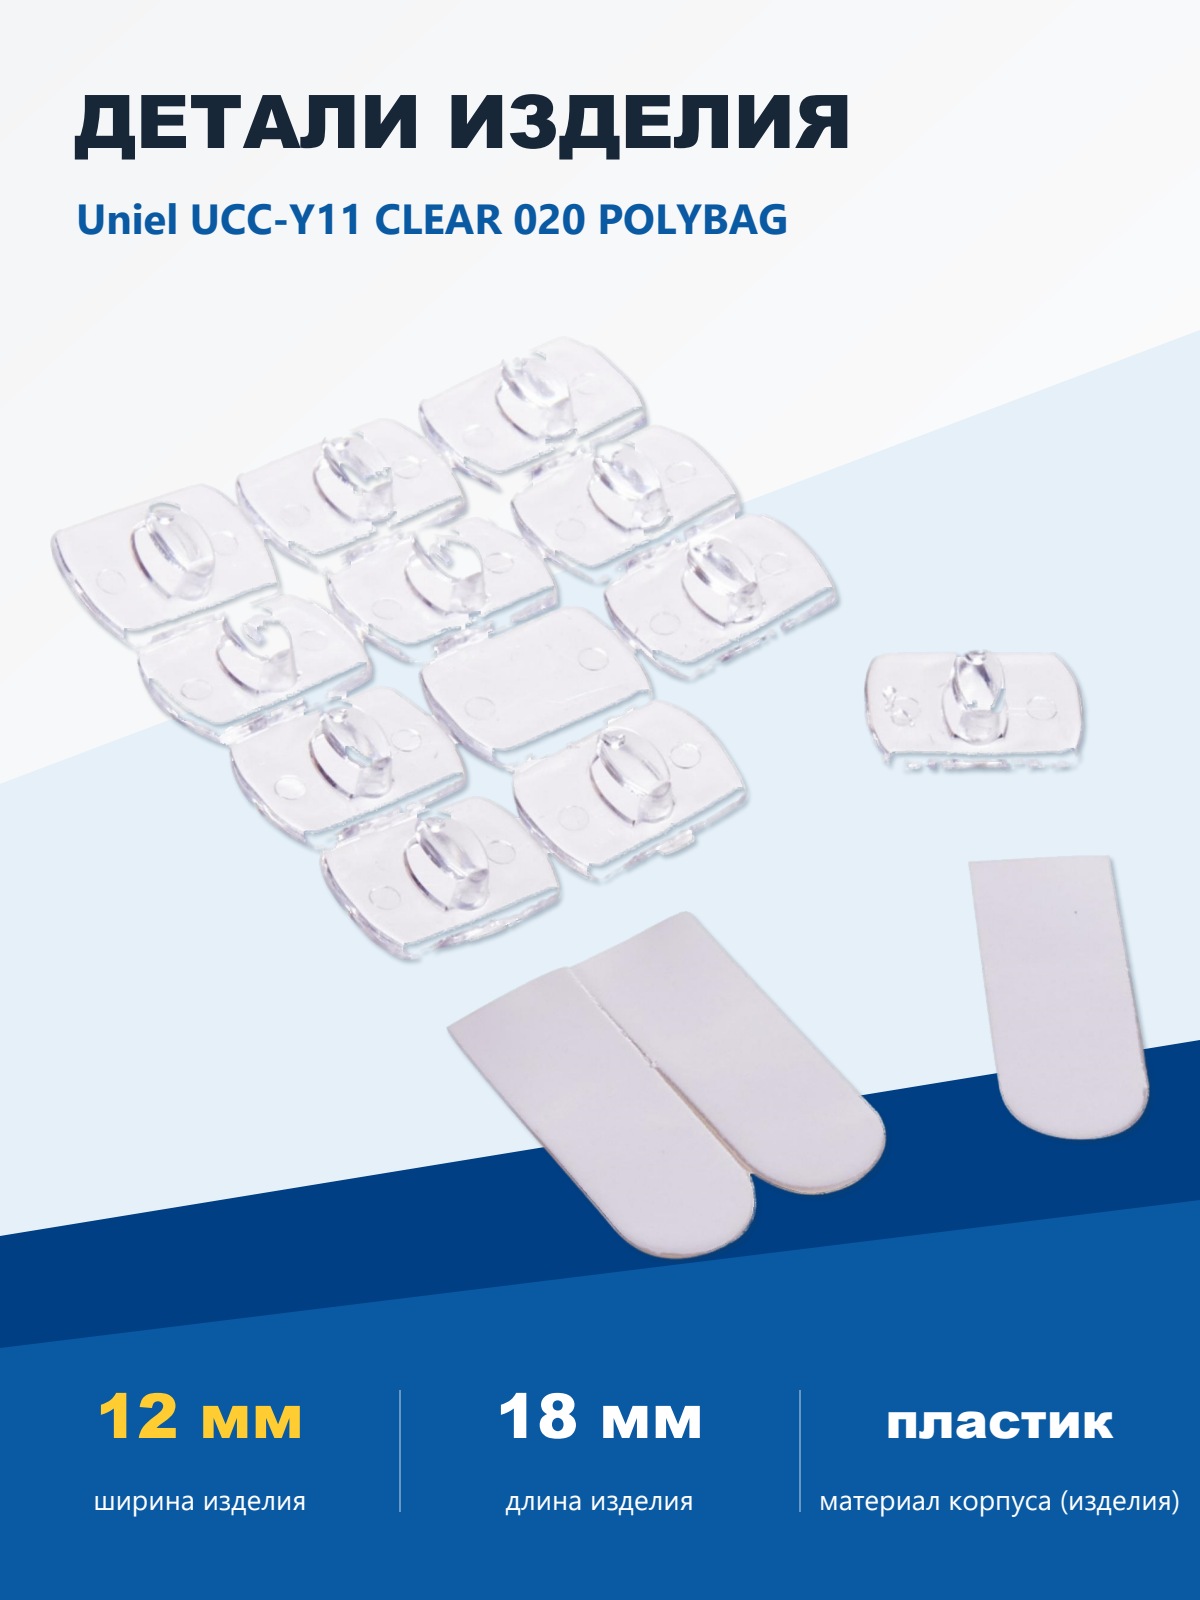 ДЕТАЛИ ИЗДЕЛИЯ
Uniel UCC-Y11 CLEAR 020 POLYBAG
12 мм
ширина изделия
18 мм
длина изделия
пластик
материал корпуса (изделия)